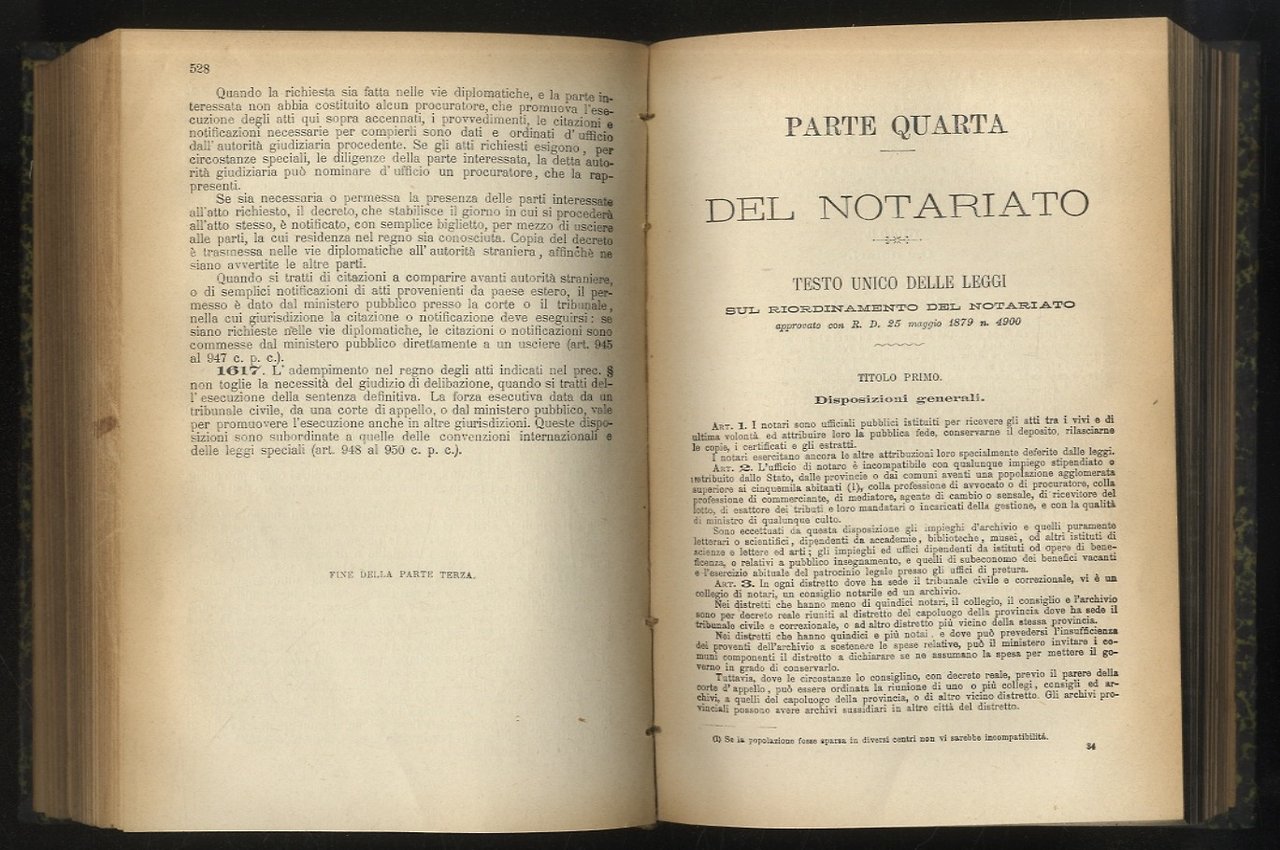 528
Quando la richiesta sia fatta nelle vie diplomatiche, e la parte in-
teressata non abbia costituito alcun procuratore, che promuova l'ese-
cuzione degli atti qui sopra accennati, i provvedimenti, le citazioni e
notificazioni necessarie per compierli sono dati e ordinati d' ufficio
dall' autorità giudiziaria procedente. Se gli atti richiesti esigono, per
circostanze speciali, le diligenze della parte interessata, la detta auto-
rità giudiziaria può nominare d' ufficio un procuratore, che la rap-
presenti.
Se sia necessaria o permessa la presenza delle parti interessate
all'atto richiesto, il decreto, che stabilisce il giorno in cui si procederà
all'atto stesso, è notificato, con semplice biglietto, per mezzo di usciere
alle parti, la cui residenza nel regno sia conosciuta. Copia del decreto
è trasmessa nelle vie diplomatiche all' autorità straniera, affinchè ne
siano avvertite le altre parti.
Quando si tratti di citazioni a comparire avanti autorità straniere,
o di semplici notificazioni di atti provenienti da paese estero, il per-
messo è dato dal ministero pubblico presso la corte o il tribunale,
nella cui giurisdizione la citazione o notificazione deve eseguirsi: se
siano richieste nelle vie diplomatiche, le citazioni o notificazioni sono
commesse dal ministero pubblico direttamente a un usciere (art. 945
al 947 c. p. c.).
1617. L' adempimento nel regno degli atti indicati nel prec. §
non toglie la necessità del giudizio di delibazione, quando si tratti del-
l' esecuzione della sentenza definitiva. La forza esecutiva data da un
tribunale civile, da una corte di appello, o dal ministero pubblico, vale
per promuovere l'esecuzione anche in altre giurisdizioni. Queste dispo-
sizioni sono subordinate a quelle delle convenzioni internazionali e
delle leggi speciali (art. 948 al 950 c. p. c.).
FINE DELLA PARTE TERZA.
PARTE QUARTA
DEL NOTARIATO
TESTO UNICO DELLE LEGGI
SUL RIORDINAMENTO DEL NOTARIATO
approvato con R. D. 25 maggio 1879 n. 4900
TITOLO PRIMO.
Disposizioni generali.
ART. 1. I notari sono ufficiali pubblici istituiti per ricevere gli atti tra i vivi e di
ultima volontà ed attribuire loro la pubblica fede, conservarne il deposito, rilasciarne
le copie, i certificati e gli estratti.
I notari esercitano ancora le altre attribuzioni loro specialmente deferite dalle leggi.
ART. 2. L'ufficio di notaro è incompatibile con qualunque impiego stipendiato o
retribuito dallo Stato, dalle provincie o dai comuni aventi una popolazione agglomerata
superiore ai cinquemila abitanti (1), colla professione di avvocato o di procuratore, colla
professione di commerciante, di mediatore, agente di cambio o sensale, di ricevitore del
lotto, di esattore dei tributi e loro mandatari o incaricati della gestione, e con la qualità
di ministro di qualunque culto.
Sono eccettuati da questa disposizione gli impieghi d'archivio e quelli puramente
letterari o scientifici, dipendenti da accademie, biblioteche, musei, od altri istituti di
scienze e lettere ed arti; gli impieghi ed uffici dipendenti da istituti od opere di bene-
ficenza, o relativi a pubblico insegnamento, e quelli di subeconomo dei benefici vacanti
e l'esercizio abituale del patrocinio legale presso gli uffici di pretura.
ART. 3. In ogni distretto dove ha sede il tribunale civile e correzionale, vi è un
collegio di notari, un consiglio notarile ed un archivio.
Nei distretti che hanno meno di quindici notari, il collegio, il consiglio e l'archivio
sono per decreto reale riuniti al distretto del capoluogo della provincia dove ha sede il
tribunale civile e correzionale, o ad altro distretto più vicino della stessa provincia.
Nei distretti che hanno quindici e più notai, e dove può prevedersi l'insufficienza
dei proventi dell'archivio a sostenere le spese relative, può il ministero invitare i co-
muni componenti il distretto a dichiarare se ne assumano la spesa per mettere il go-
verno in grado di conservarlo.
Tuttavia, dove le circostanze lo consiglino, con decreto reale, previo il parere della
corte d'appello, può essere ordinata la riunione di uno o più collegi, consigli ed ar-
chivi, a quelli del capoluogo della provincia, o di altro vicino distretto. Gli archivi pro-
vinciali possono avere archivi sussidiari in altre città del distretto.
(1) Se la popolazione fosse sparsa in diversi centri non vi sarebbe incompatibilità.
34